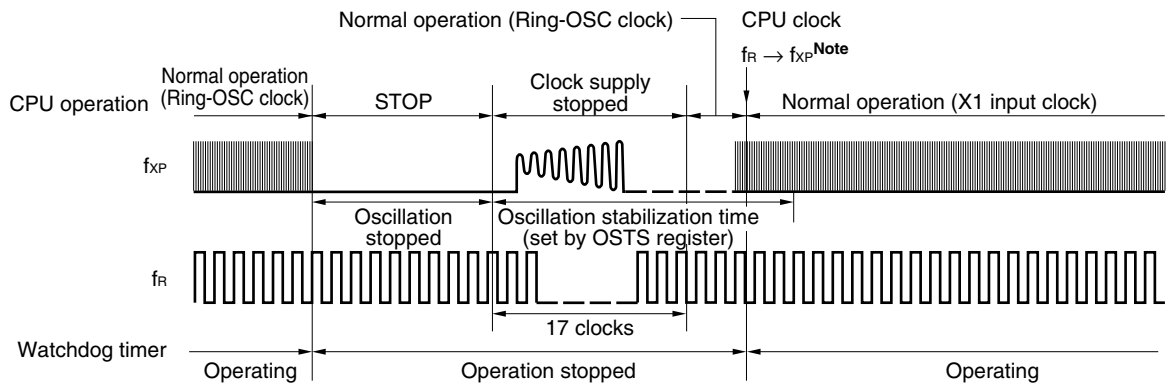 Normal operation (Ring-OSC clock)
CPU clock
fR → fXPNote
Normal operation
(Ring-OSC clock)
CPU operation
STOP
Clock supply
stopped
Normal operation (X1 input clock)
fXP
Oscillation
stopped
Oscillation stabilization time
(set by OSTS register)
fR
17 clocks
Watchdog timer
Operating
Operation stopped
Operating